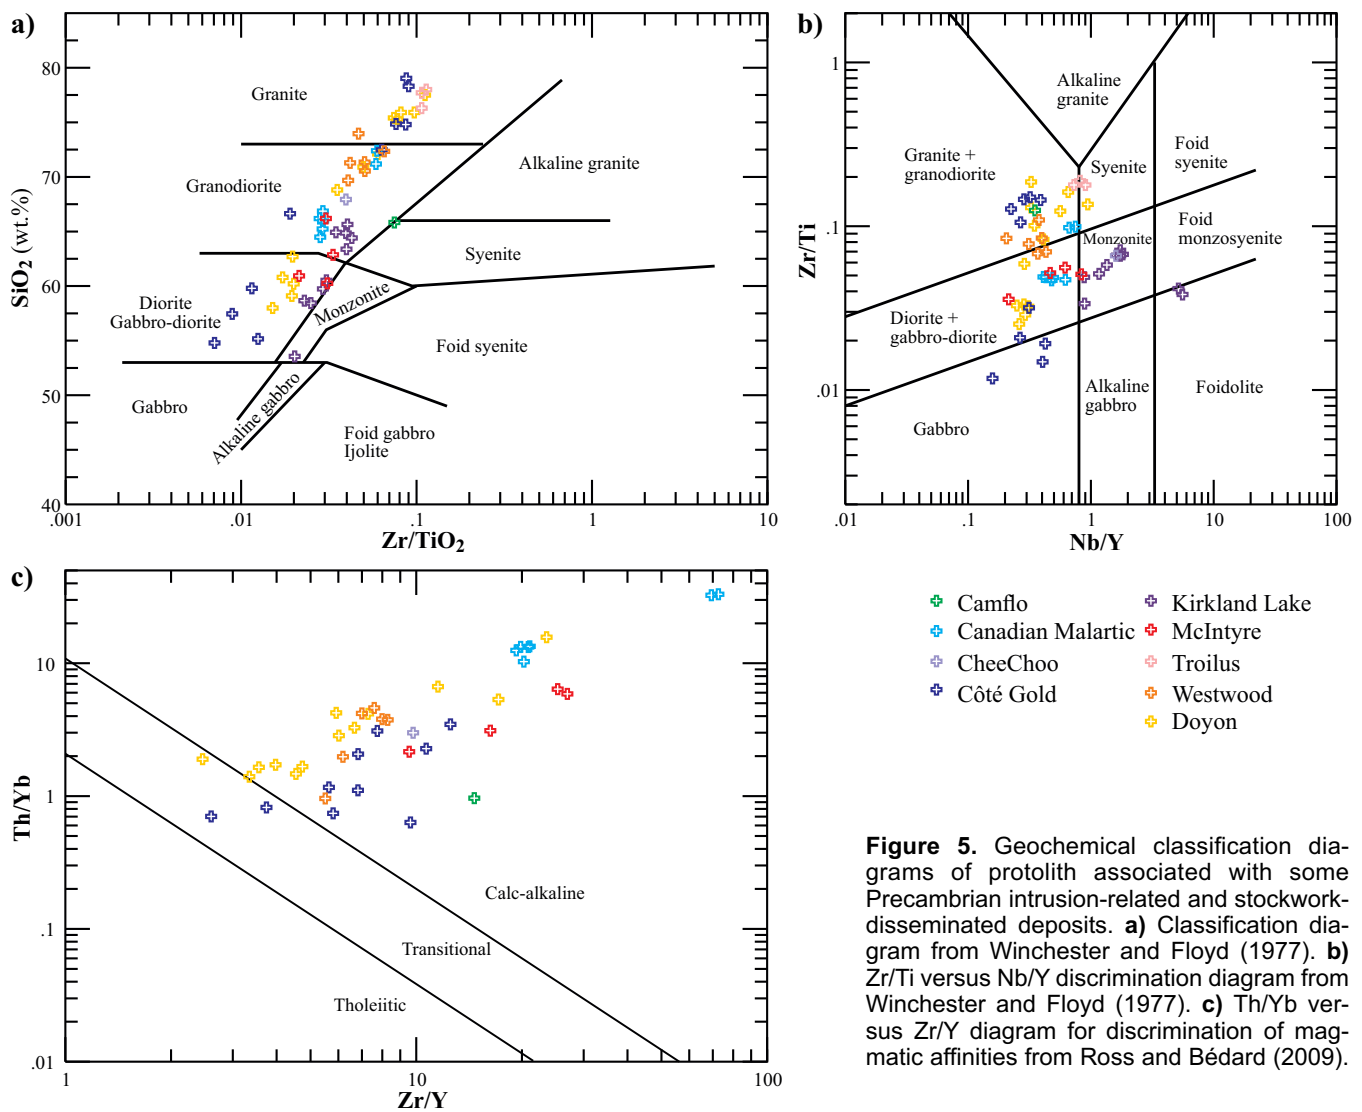 a)
80
70
60
50
40
SiO2 (wt.%)
Granite
Granodiorite
Alkaline granite
Syenite
Diorite
Gabbro-diorite
Monzonite
Foid syenite
Gabbro
Alkaline gabbro
Foid gabbro
Ijolite
.001
.01
.1
1
10
Zr/TiO2
b)
1
.1
.01
Zr/Ti
Alkaline
granite
Granite +
granodiorite
Syenite
Foid
syenite
Monzonite
Foid
monzosyenite
Diorite +
gabbro-diorite
Gabbro
Alkaline
gabbro
Foidolite
.01
.1
1
10
100
Nb/Y
c)
10
1
.1
.01
Th/Yb
Calc-alkaline
Transitional
Tholeiitic
1
10
100
Zr/Y
Camflo
Canadian Malartic
CheeChoo
Côté Gold
Kirkland Lake
McIntyre
Troilus
Westwood
Doyon
Figure 5. Geochemical classification dia-
grams of protolith associated with some
Precambrian intrusion-related and stockwork-
disseminated deposits. a) Classification dia-
gram from Winchester and Floyd (1977). b)
Zr/Ti versus Nb/Y discrimination diagram from
Winchester and Floyd (1977). c) Th/Yb ver-
sus Zr/Y diagram for discrimination of mag-
matic affinities from Ross and Bédard (2009).